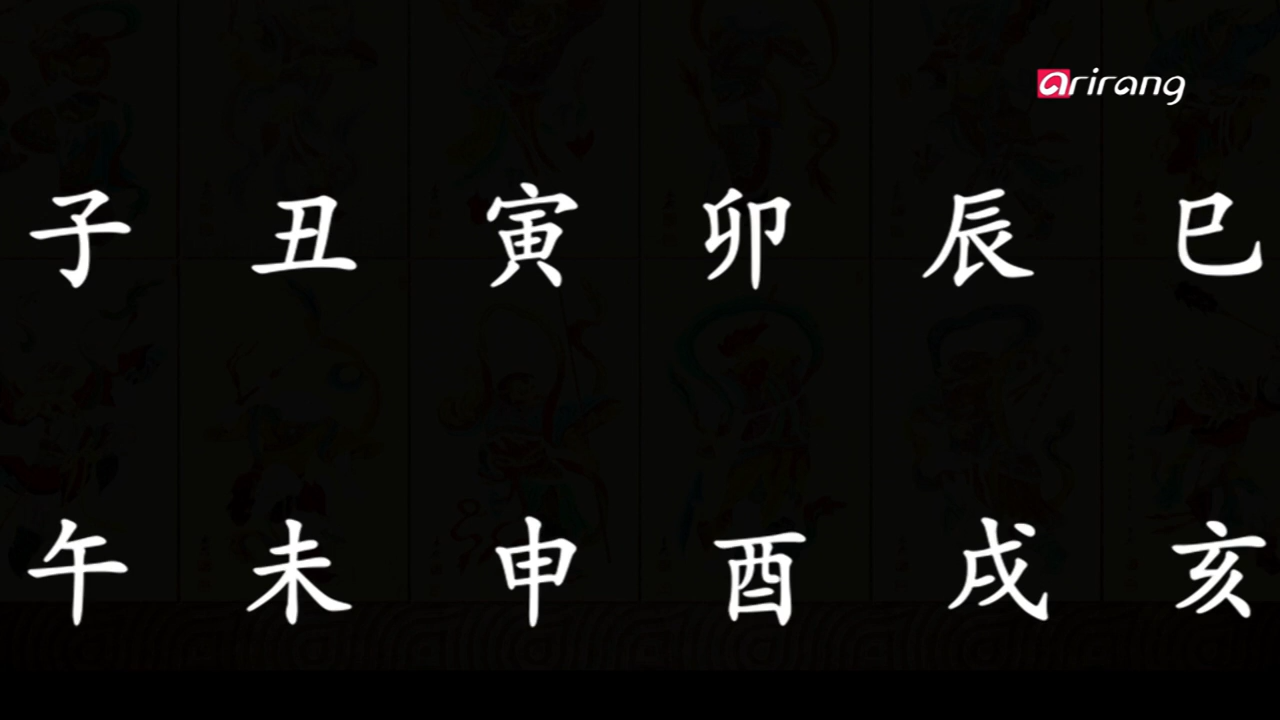 arirang
子 丑 寅 卯 辰 巳
午 未 申 酉 戌 亥